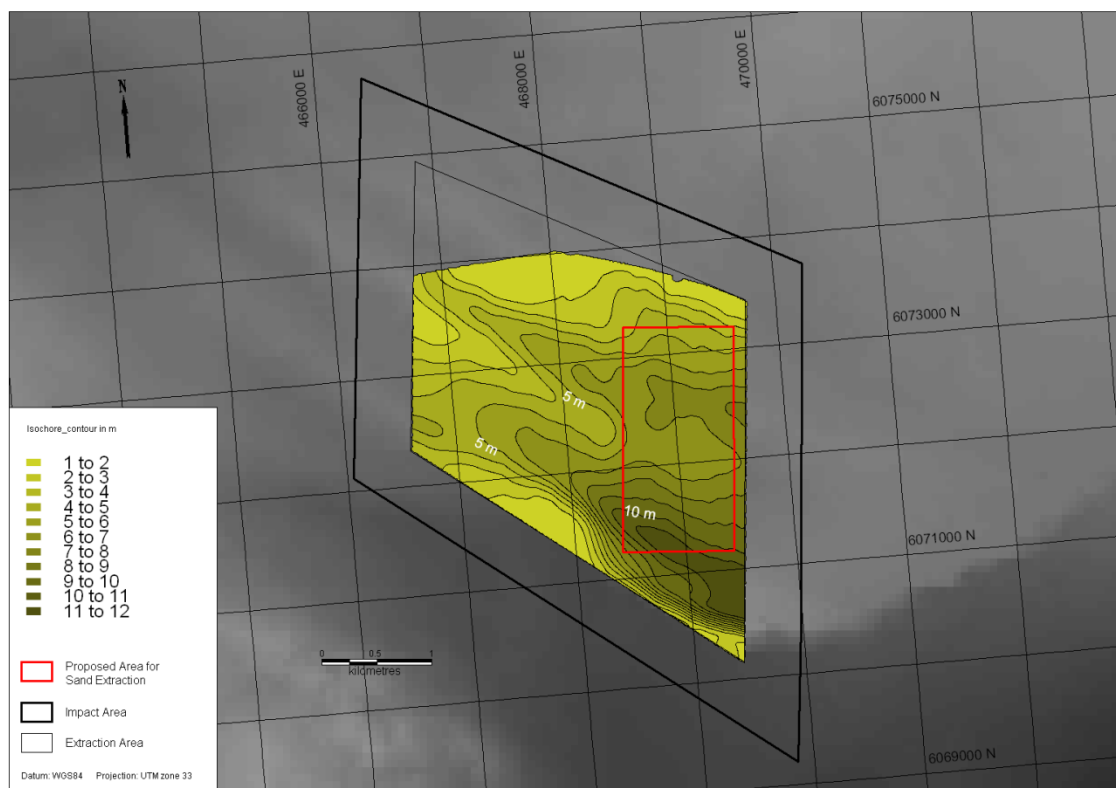 N
466000 E
468000 E
470000 E
6075000 N
6073000 N
6071000 N
6069000 N
5 m
5 m
10 m
0 0.5 1
kilometres
Isochore_contour in m
1 to 2
2 to 3
3 to 4
4 to 5
5 to 6
6 to 7
7 to 8
8 to 9
9 to 10
10 to 11
11 to 12
Proposed Area for
Sand Extraction
Impact Area
Extraction Area
Datum: WGS84 Projection: UTM zone 33